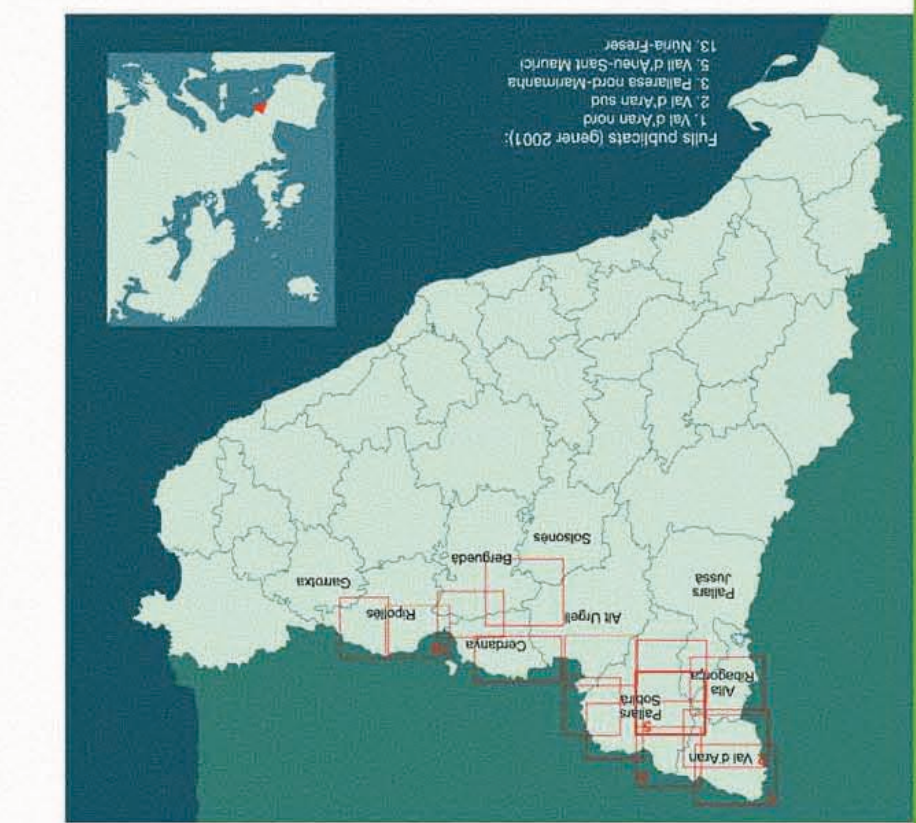 Val d'Aran
Alta
Ribagorça
Pallars
Sobirà
Pallars
Jussà
Alt Urgell
Cerdanya
Solsonès
Berguedà
Ripollès
Garrotxa
Fulls publicats (gener 2001):
1. Val d'Aran nord
2. Val d'Aran sud
3. Pallaresa nord-Marimanha
5. Vall d'Àneu-Sant Maurici
13. Núria-Freser